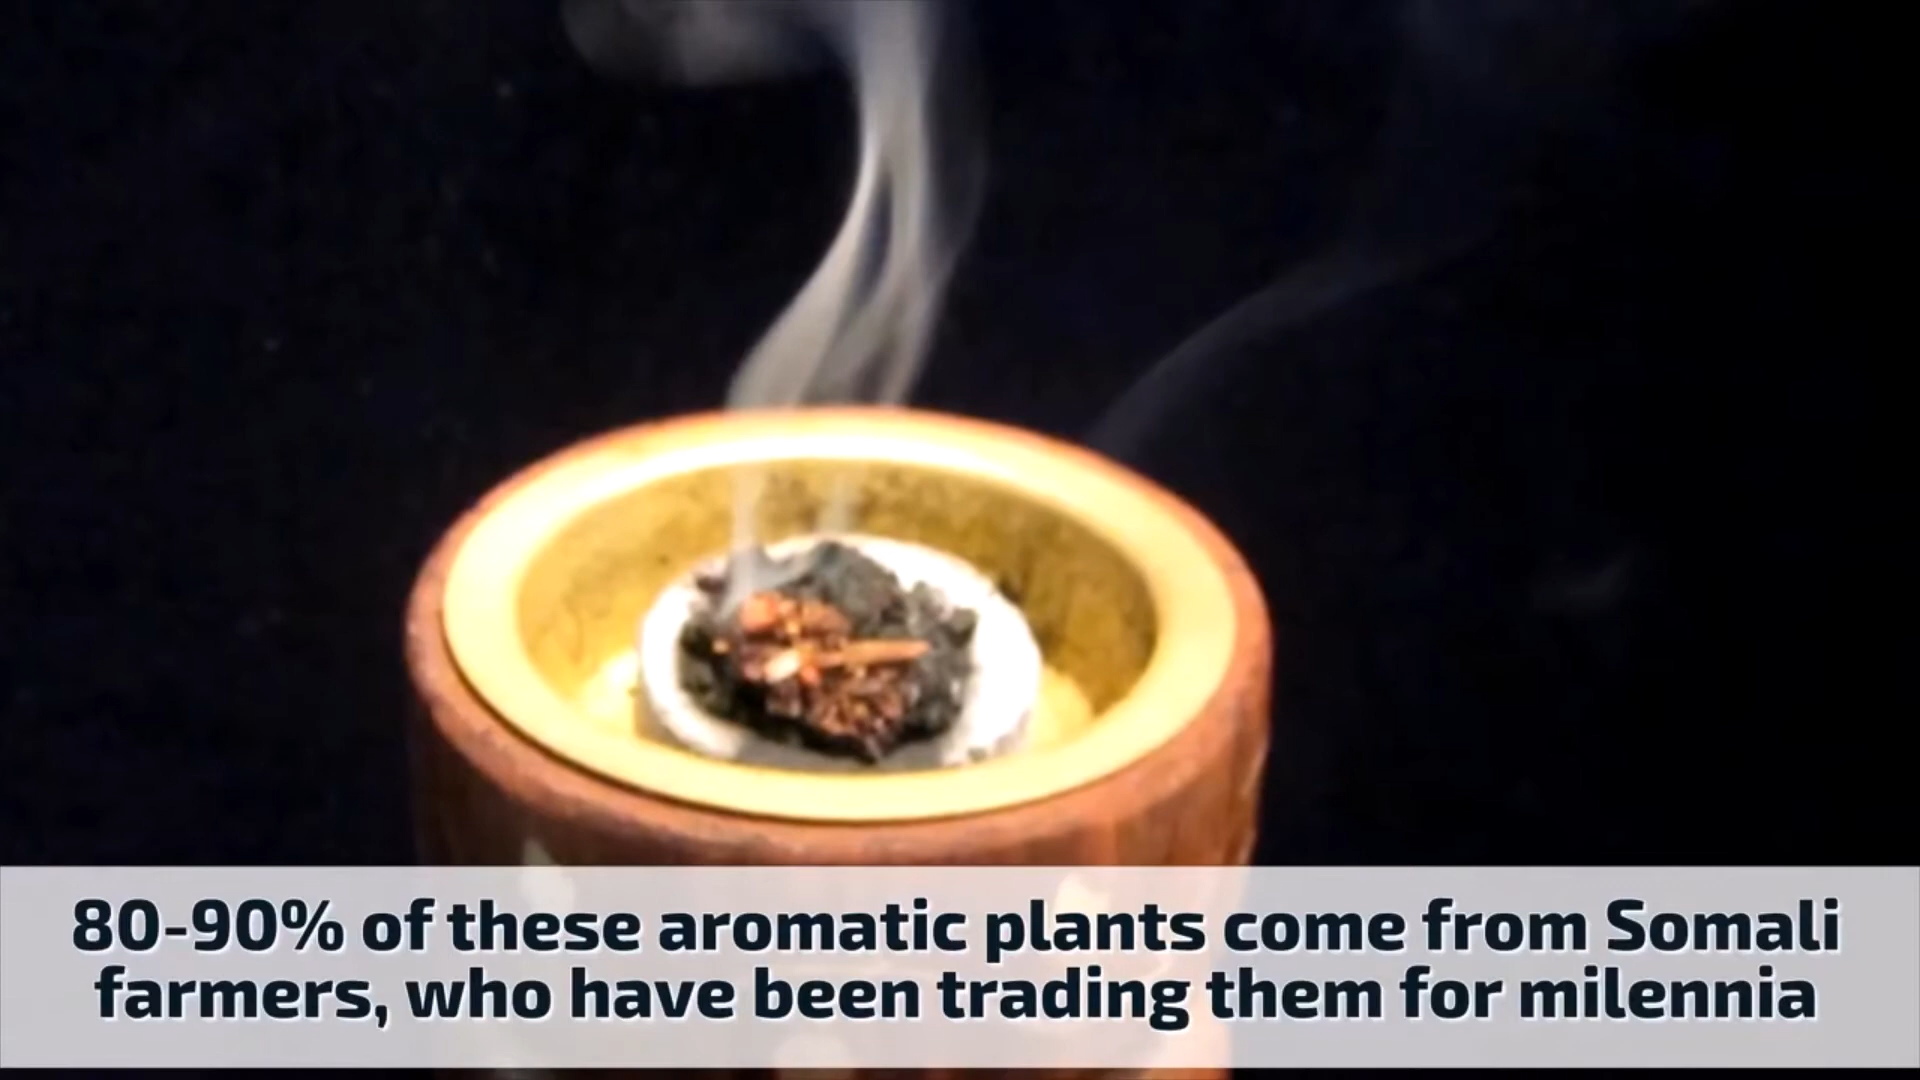 80-90% of these aromatic plants come from Somali
farmers, who have been trading them for milennia